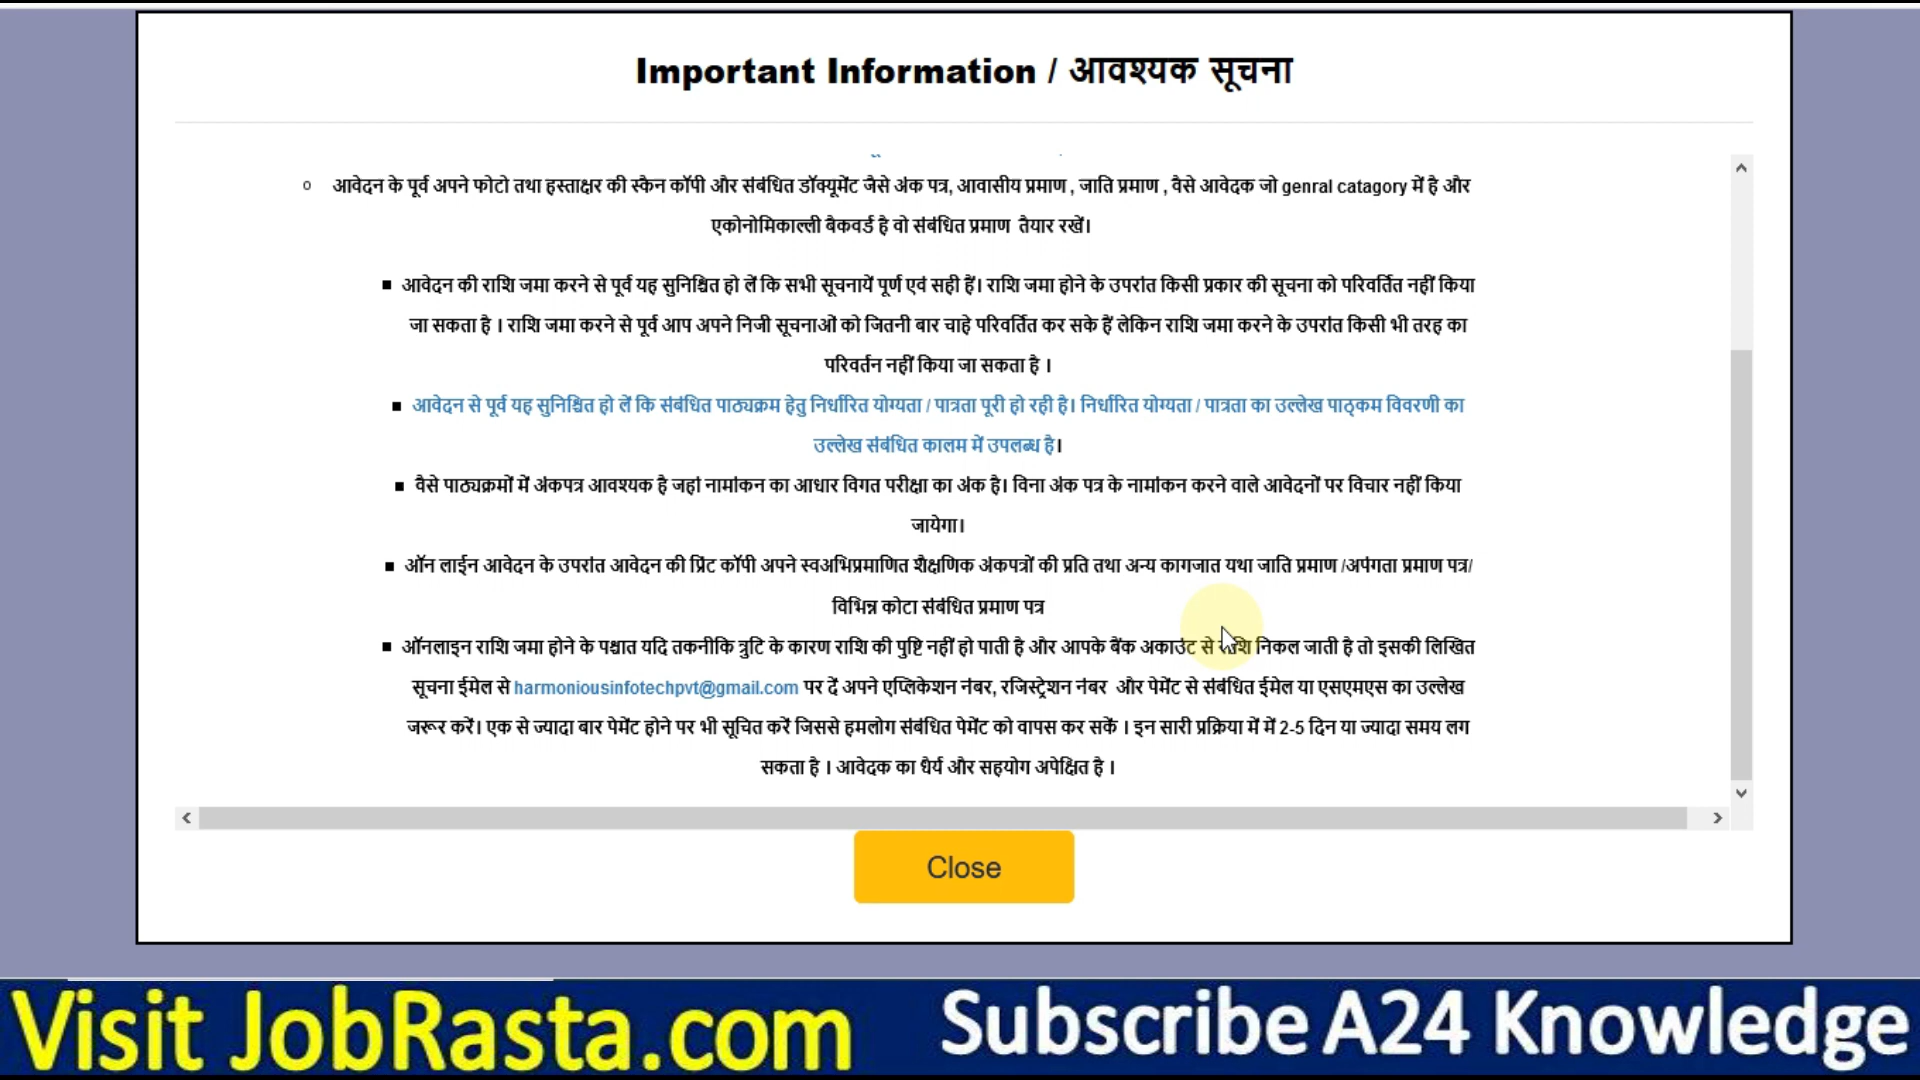 Important Information / आवश्यक सूचना
आवेदन के पूर्व अपने फोटो तथा हस्ताक्षर की स्कैन कॉपी और संबंधित डॉक्यूमेंट जैसे अंक पत्र, आवासीय प्रमाण , जाति प्रमाण , वैसे आवेदक जो genral catagory में है और
एकोनोमिकाल्ली बैकवर्ड है वो संबंधित प्रमाण तैयार रखें।
आवेदन की राशि जमा करने से पूर्व यह सुनिश्चित हो लें कि सभी सूचनायें पूर्ण एवं सही हैं। राशि जमा होने के उपरांत किसी प्रकार की सूचना को परिवर्तित नहीं किया
जा सकता है । राशि जमा करने से पूर्व आप अपने निजी सूचनाओं को जितनी बार चाहे परिवर्तित कर सके हैं लेकिन राशि जमा करने के उपरांत किसी भी तरह का
परिवर्तन नहीं किया जा सकता है ।
आवेदन से पूर्व यह सुनिश्चित हो लें कि संबंधित पाठ्यक्रम हेतु निर्धारित योग्यता / पात्रता पूरी हो रही है। निर्धारित योग्यता / पात्रता का उल्लेख पाठ्कम विवरणी का
उल्लेख संबंधित कालम में उपलब्ध है।
वैसे पाठ्यक्रमों में अंकपत्र आवश्यक है जहां नामांकन का आधार विगत परीक्षा का अंक है। विना अंक पत्र के नामांकन करने वाले आवेदनों पर विचार नहीं किया
जायेगा।
ऑन लाईन आवेदन के उपरांत आवेदन की प्रिंट कॉपी अपने स्वअभिप्रमाणित शैक्षणिक अंकपत्रों की प्रति तथा अन्य कागजात यथा जाति प्रमाण /अपंगता प्रमाण पत्र/
विभिन्न कोटा संबंधित प्रमाण पत्र
ऑनलाइन राशि जमा होने के पश्चात यदि तकनीकि त्रुटि के कारण राशि की पुष्टि नहीं हो पाती है और आपके बैंक अकाउंट से राशि निकल जाती है तो इसकी लिखित
सूचना ईमेल से harmoniousinfotechpvt@gmail.com पर दें अपने एप्लिकेशन नंबर, रजिस्ट्रेशन नंबर और पेमेंट से संबंधित ईमेल या एसएमएस का उल्लेख
जरूर करें। एक से ज्यादा बार पेमेंट होने पर भी सूचित करें जिससे हमलोग संबंधित पेमेंट को वापस कर सकें । इन सारी प्रक्रिया में में 2-5 दिन या ज्यादा समय लग
सकता है । आवेदक का धैर्य और सहयोग अपेक्षित है ।
Close
Visit JobRasta.com Subscribe A24 Knowledge